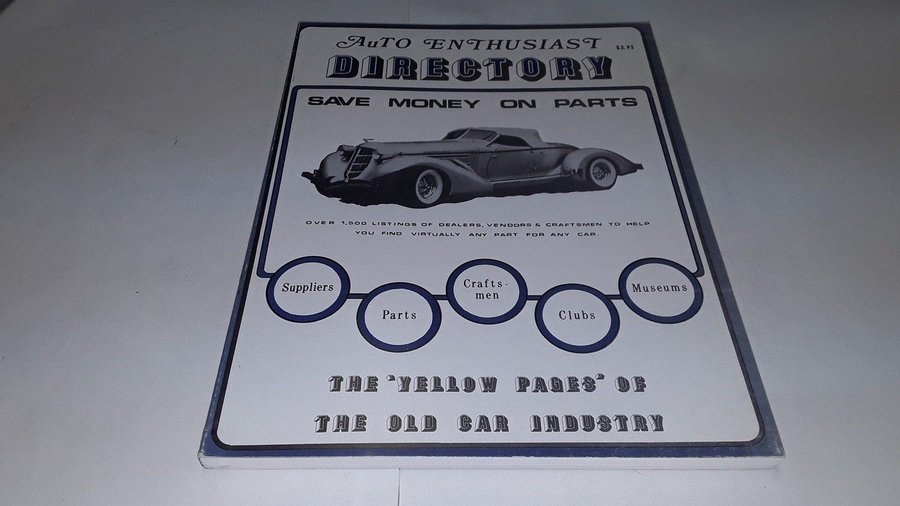 AuTO ENTHUSIAST $3.95
DIRECTORY
SAVE MONEY ON PARTS
OVER 1,500 LISTINGS OF DEALERS, VENDORS & CRAFTSMEN TO HELP
YOU FIND VIRTUALLY ANY PART FOR ANY CAR.
Suppliers
Parts
Crafts-
men
Clubs
Museums
THE 'YELLOW PAGES' OF
THE OLD CAR INDUSTRY